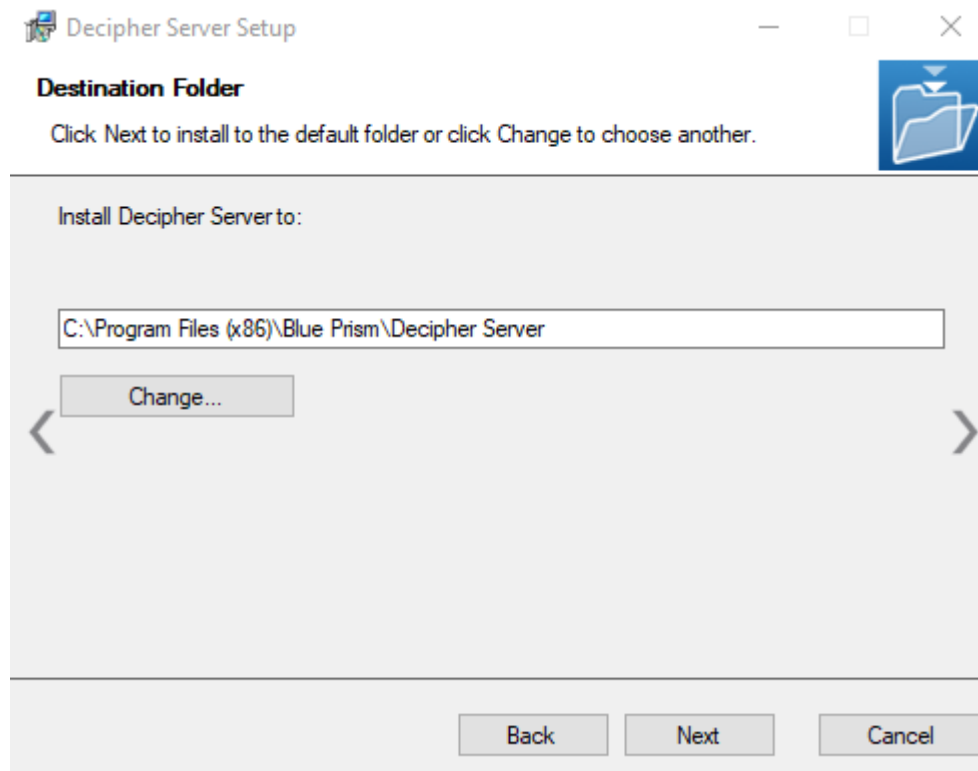 Decipher Server Setup
Destination Folder
Click Next to install to the default folder or click Change to choose another.
Install Decipher Server to:
C:\Program Files (x86)\Blue Prism\Decipher Server
Change...
Back Next Cancel